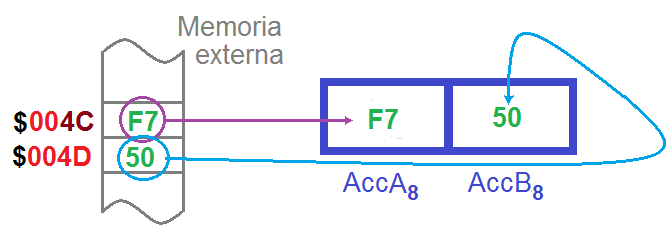 Memoria
externa
$004C F7 F7 50
$004D 50
AccA8 AccB8